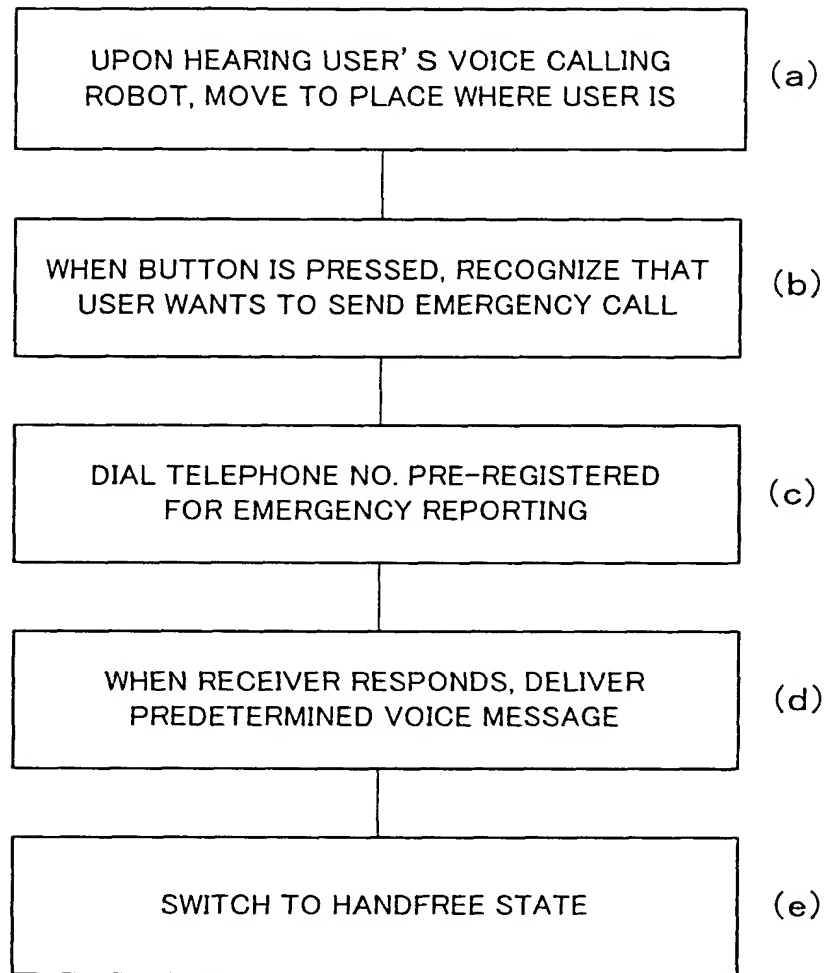 UPON HEARING USER'S VOICE CALLING
ROBOT, MOVE TO PLACE WHERE USER IS
(a)
WHEN BUTTON IS PRESSED, RECOGNIZE THAT
USER WANTS TO SEND EMERGENCY CALL
(b)
DIAL TELEPHONE NO. PRE-REGISTERED
FOR EMERGENCY REPORTING
(c)
WHEN RECEIVER RESPONDS, DELIVER
PREDETERMINED VOICE MESSAGE
(d)
SWITCH TO HANDFREE STATE
(e)